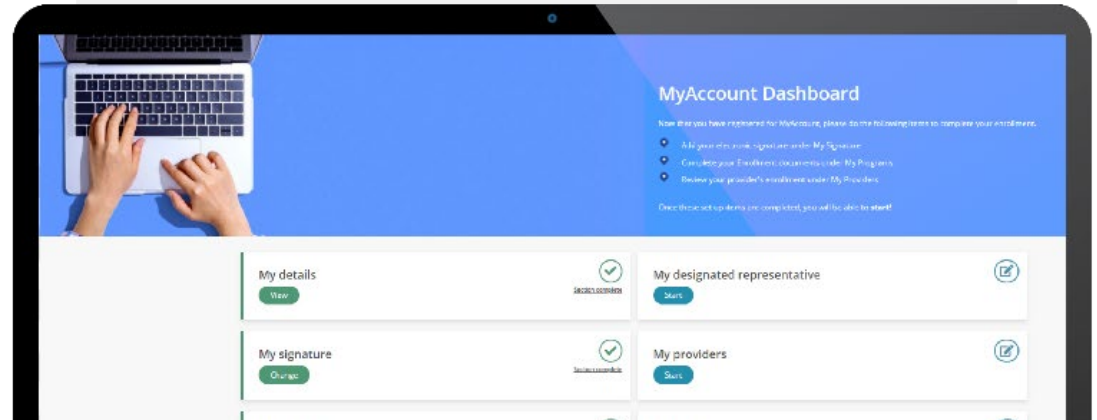 MyAccount Dashboard
Now that you have registered for MyAccount, please do the following items to complete your enrollment.
Add your electronic signature under My Signature
Complete your Enrollment documents under My Programs
Review your provider's enrollment under My Providers
Once these set up items are completed, you will be able to start!
My details
View
Section complete
My designated representative
Start
My signature
Change
Section complete
My providers
Start